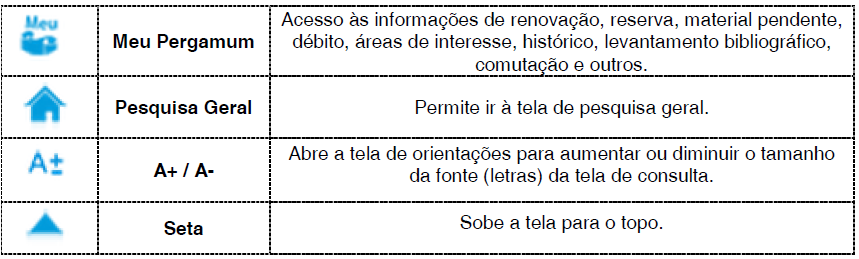 Meu
Meu Pergamum
Acesso às informações de renovação, reserva, material pendente,
débito, áreas de interesse, histórico, levantamento bibliográfico,
comutação e outros.
Pesquisa Geral
Permite ir à tela de pesquisa geral.
A±
A+ / A-
Abre a tela de orientações para aumentar ou diminuir o tamanho
da fonte (letras) da tela de consulta.
Seta
Sobe a tela para o topo.